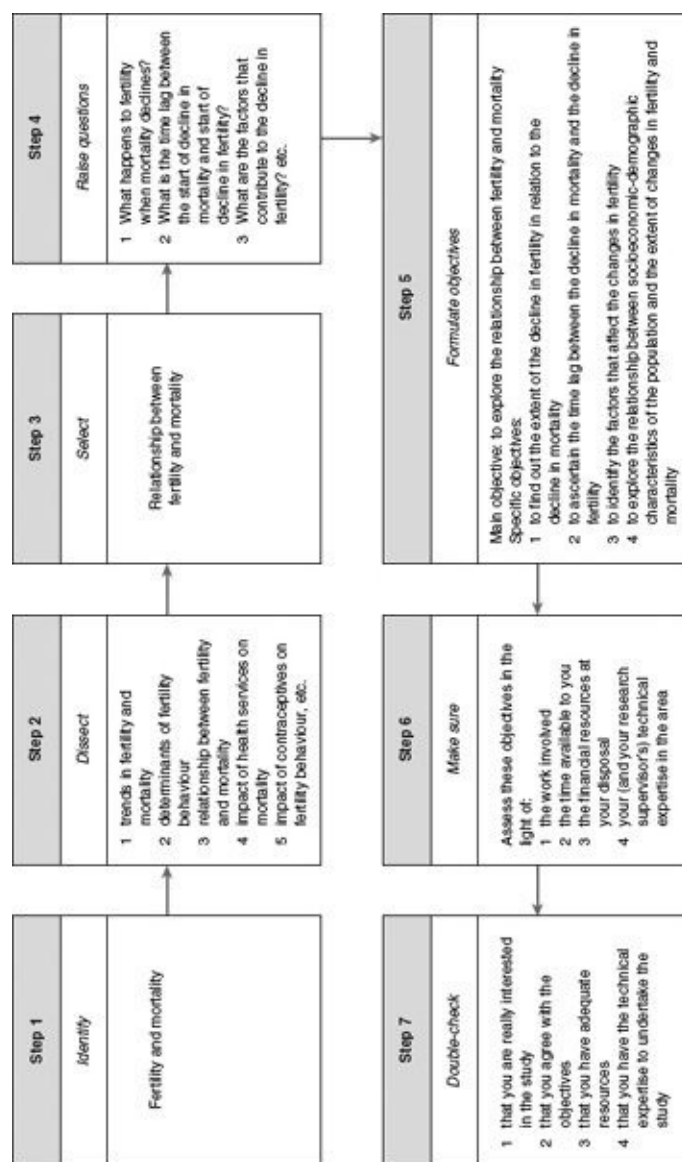 Step 1
Identify
Fertility and mortality
Step 2
Dissect
1 trends in fertility and
mortality
2 determinants of fertility
behaviour
3 relationship between fertility
and mortality
4 impact of health services on
mortality
5 impact of contraceptives on
fertility behaviour, etc.
Step 3
Select
Relationship between
fertility and mortality
Step 4
Raise questions
1 What happens to fertility
when mortality declines?
2 What is the time lag between
the start of decline in
mortality and start of
decline in fertility?
3 What are the factors that
contribute to the decline in
fertility? etc.
Step 5
Formulate objectives
Main objective: to explore the relationship between fertility and mortality
Specific objectives:
1 to find out the extent of the decline in fertility in relation to the
decline in mortality
2 to ascertain the time lag between the decline in mortality and the decline in
fertility
3 to identify the factors that affect the changes in fertility
4 to explore the relationship between socioeconomic-demographic
characteristics of the population and the extent of changes in fertility and
mortality
Step 6
Make sure
Assess these objectives in the
light of:
1 the work involved
2 the time available to you
3 the financial resources at
your disposal
4 your (and your research
supervisor's) technical
expertise in the area
Step 7
Double-check
1 that you are really interested
in the study
2 that you agree with the
objectives
3 that you have adequate
resources
4 that you have the technical
expertise to undertake the
study